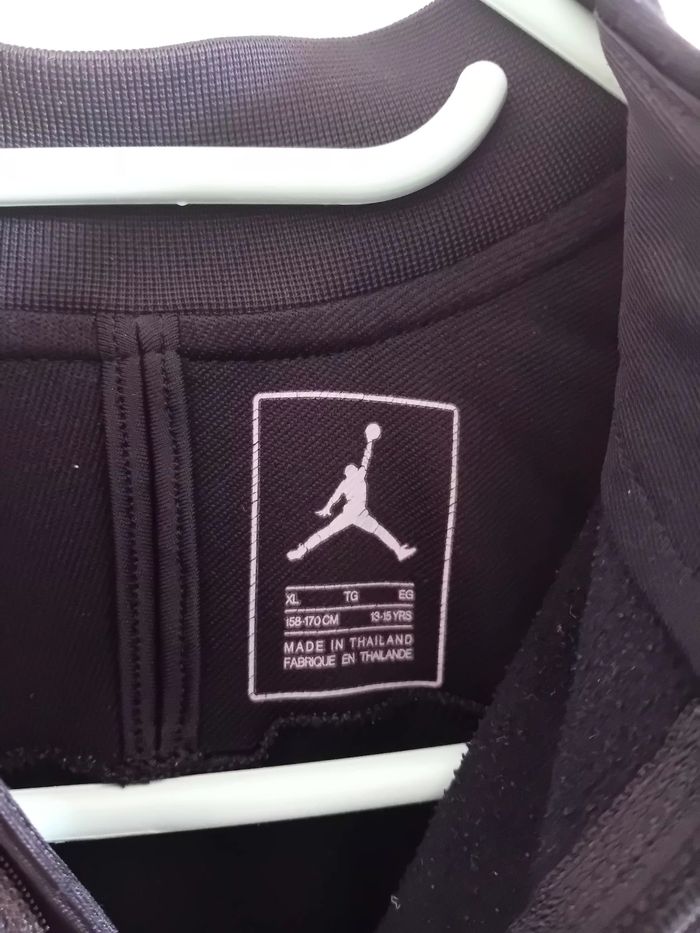 XL TG EG
158-170 CM 13-15 YRS
MADE IN THAILAND
FABRIQUE EN THAILANDE